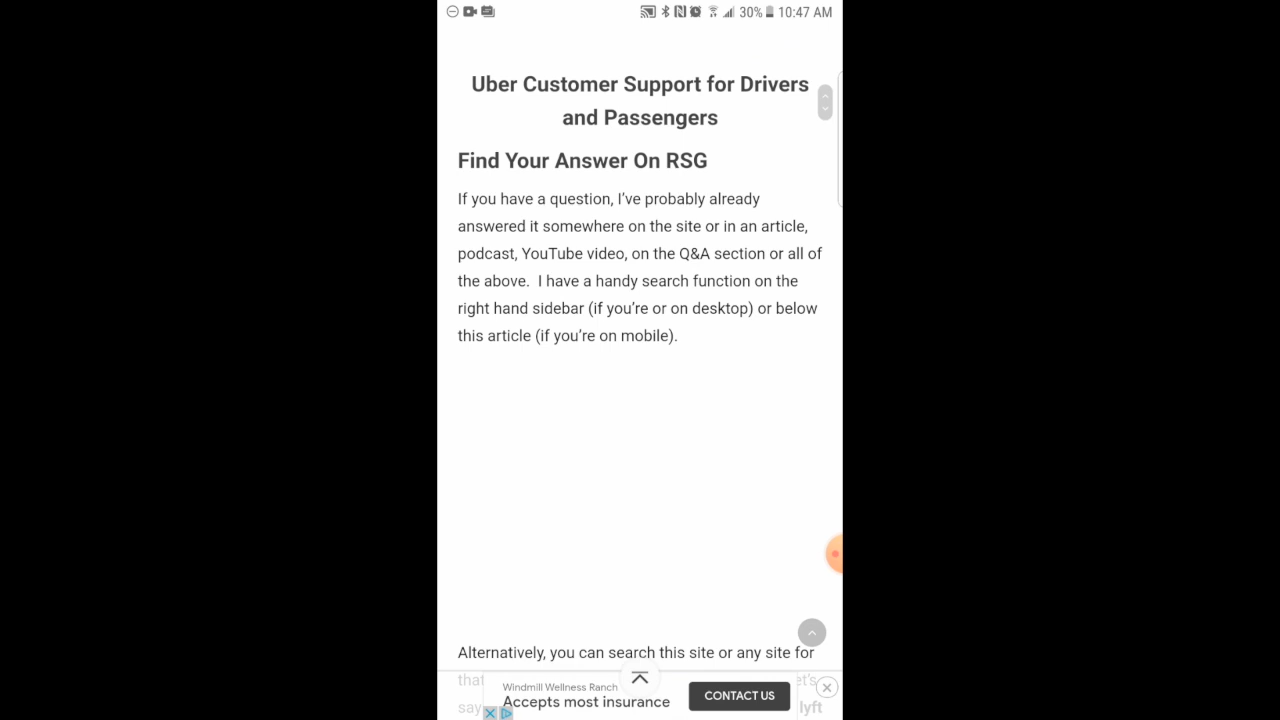 30% 10:47 AM
Uber Customer Support for Drivers
and Passengers
Find Your Answer On RSG
If you have a question, I've probably already
answered it somewhere on the site or in an article,
podcast, YouTube video, on the Q&A section or all of
the above.  I have a handy search function on the
right hand sidebar (if you're or on desktop) or below
this article (if you're on mobile).
Alternatively, you can search this site or any site for
that
say
lyft
Windmill Wellness Ranch
Accepts most insurance
CONTACT US